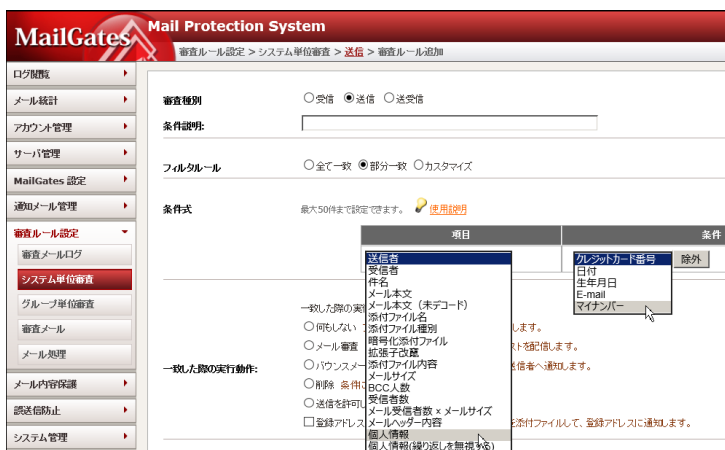 MailGates
Mail Protection System
審査ルール設定 > システム単位審査 > 送信 > 審査ルール追加
ログ閲覧
メール統計
アカウント管理
サーバ管理
MailGates 設定
通知メール管理
審査ルール設定
審査メールログ
システム単位審査
グループ単位審査
審査メール
メール処理
メール内容保護
誤送信防止
システム管理
審査種別
受信 送信 送受信
条件説明:
フィルタルール
全て一致 部分一致 カスタマイズ
条件式
最大50件まで設定できます。 使用説明
項目
条件
送信者
受信者
件名
メール本文
メール本文（未デコード）
添付ファイル名
添付ファイル種別
暗号化添付ファイル
拡張子改竄
添付ファイル内容
メールサイズ
BCC人数
受信者数
メール受信者数 × メールサイズ
メールヘッダー内容
個人情報
個人情報(繰り返しを無視する)
クレジットカード番号
日付
生年月日
E-mail
マイナンバー
除外
一致した際の実行動作:
一致した際の実
何もしない
します。
メール審査
ストを配信します。
バウンスメー
送信者へ通知します。
削除 条件に
送信を許可し
登録アドレス
を添付ファイルして、登録アドレスに通知します。